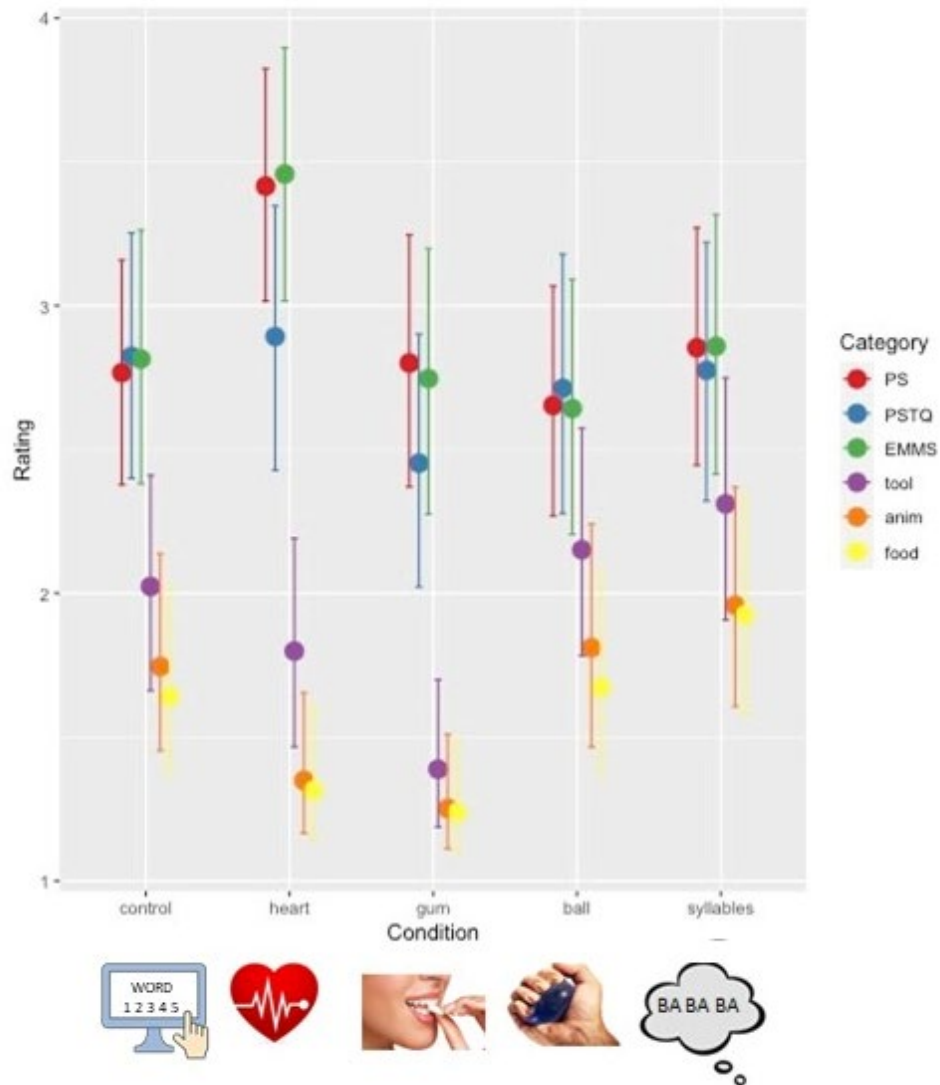 4
3
2
1
Rating
control heart gum ball syllables
Condition
Category
PS
PSTQ
EMMS
tool
anim
food
WORD
1 2 3 4 5
BA BA BA